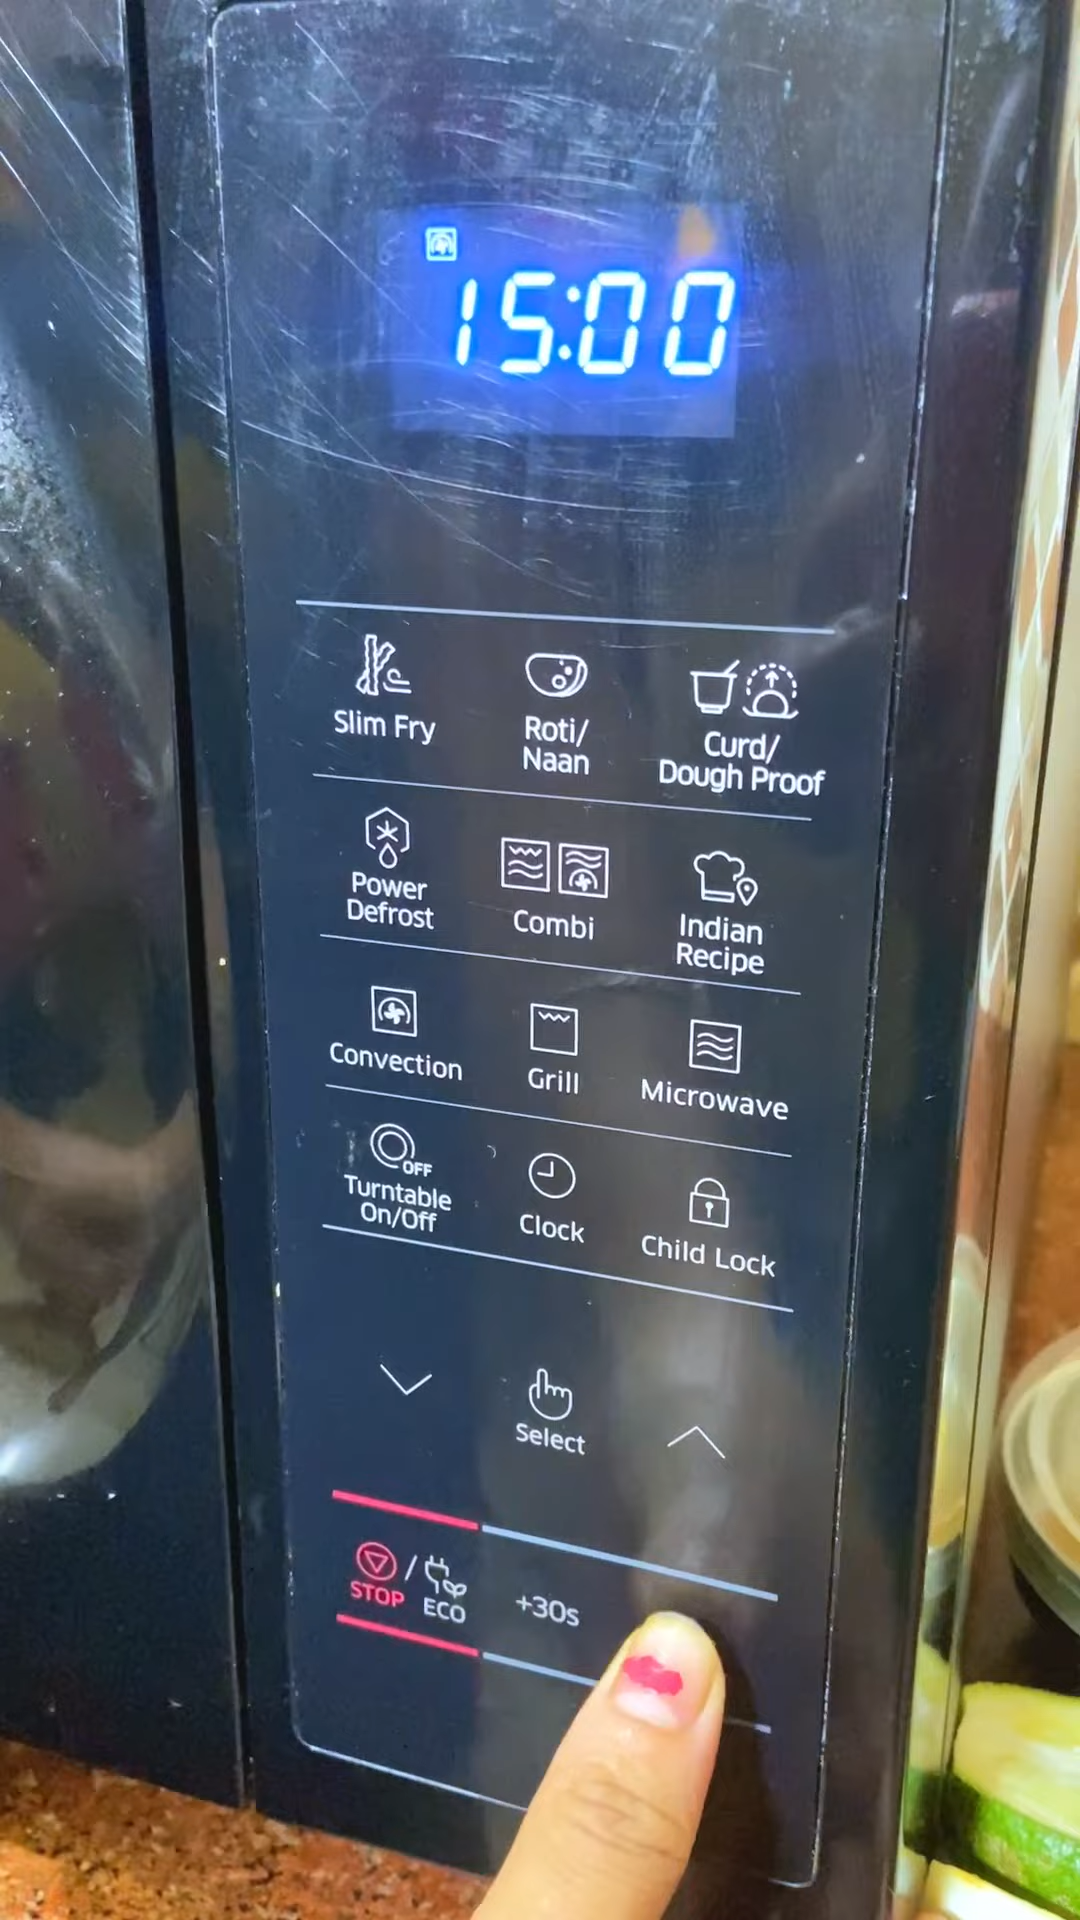 15:00
Slim Fry
Roti/
Naan
Curd/
Dough Proof
Power
Defrost
Combi
Indian
Recipe
Convection
Grill
Microwave
OFF
Turntable
On/Off
Clock
Child Lock
Select
STOP / ECO
+30s